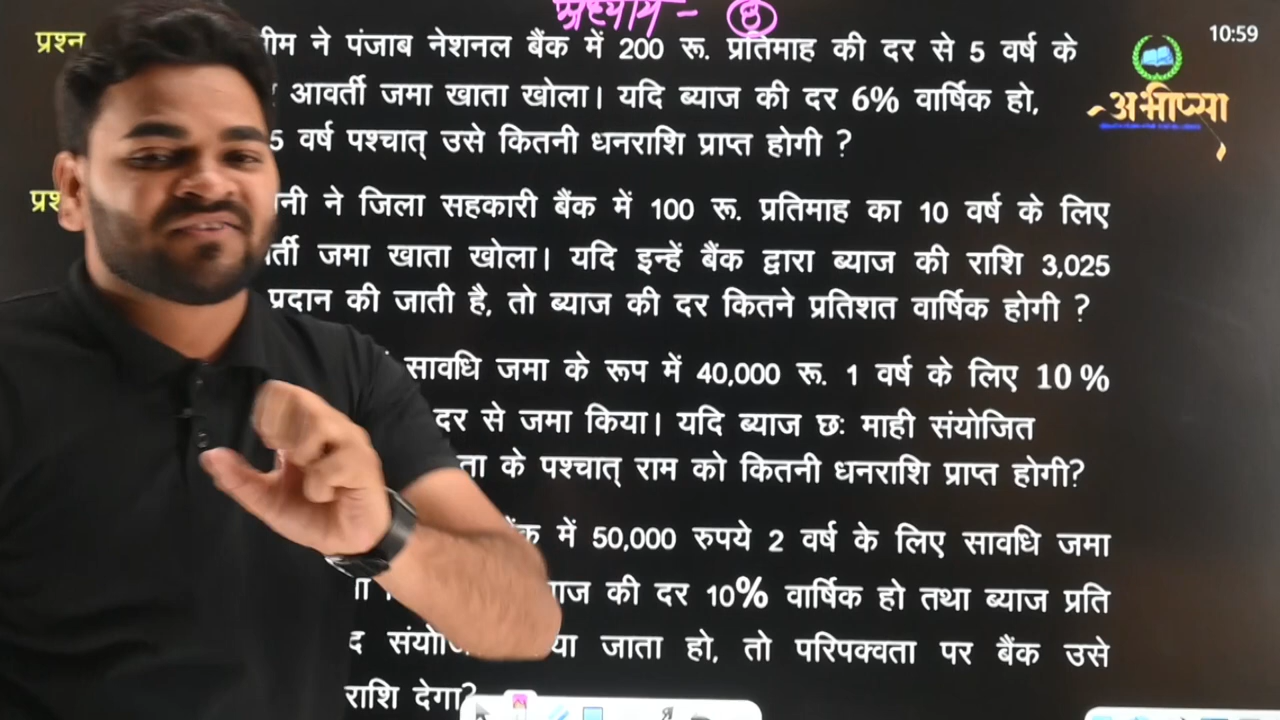 अध्याय - 8
10:59
अभीप्सा
प्रश्न ने पंजाब नेशनल बैंक में 200 रू. प्रतिमाह की दर से 5 वर्ष के
आवर्ती जमा खाता खोला। यदि ब्याज की दर 6% वार्षिक हो,
5 वर्ष पश्चात् उसे कितनी धनराशि प्राप्त होगी ?
ने जिला सहकारी बैंक में 100 रू. प्रतिमाह का 10 वर्ष के लिए
जमा खाता खोला। यदि इन्हें बैंक द्वारा ब्याज की राशि 3,025
प्रदान की जाती है, तो ब्याज की दर कितने प्रतिशत वार्षिक होगी ?
सावधि जमा के रूप में 40,000 रू. 1 वर्ष के लिए 10 %
दर से जमा किया। यदि ब्याज छः माही संयोजित
के पश्चात् राम को कितनी धनराशि प्राप्त होगी?
में 50,000 रुपये 2 वर्ष के लिए सावधि जमा
की दर 10% वार्षिक हो तथा ब्याज प्रति
जाता हो, तो परिपक्वता पर बैंक उसे
राशि देगा?